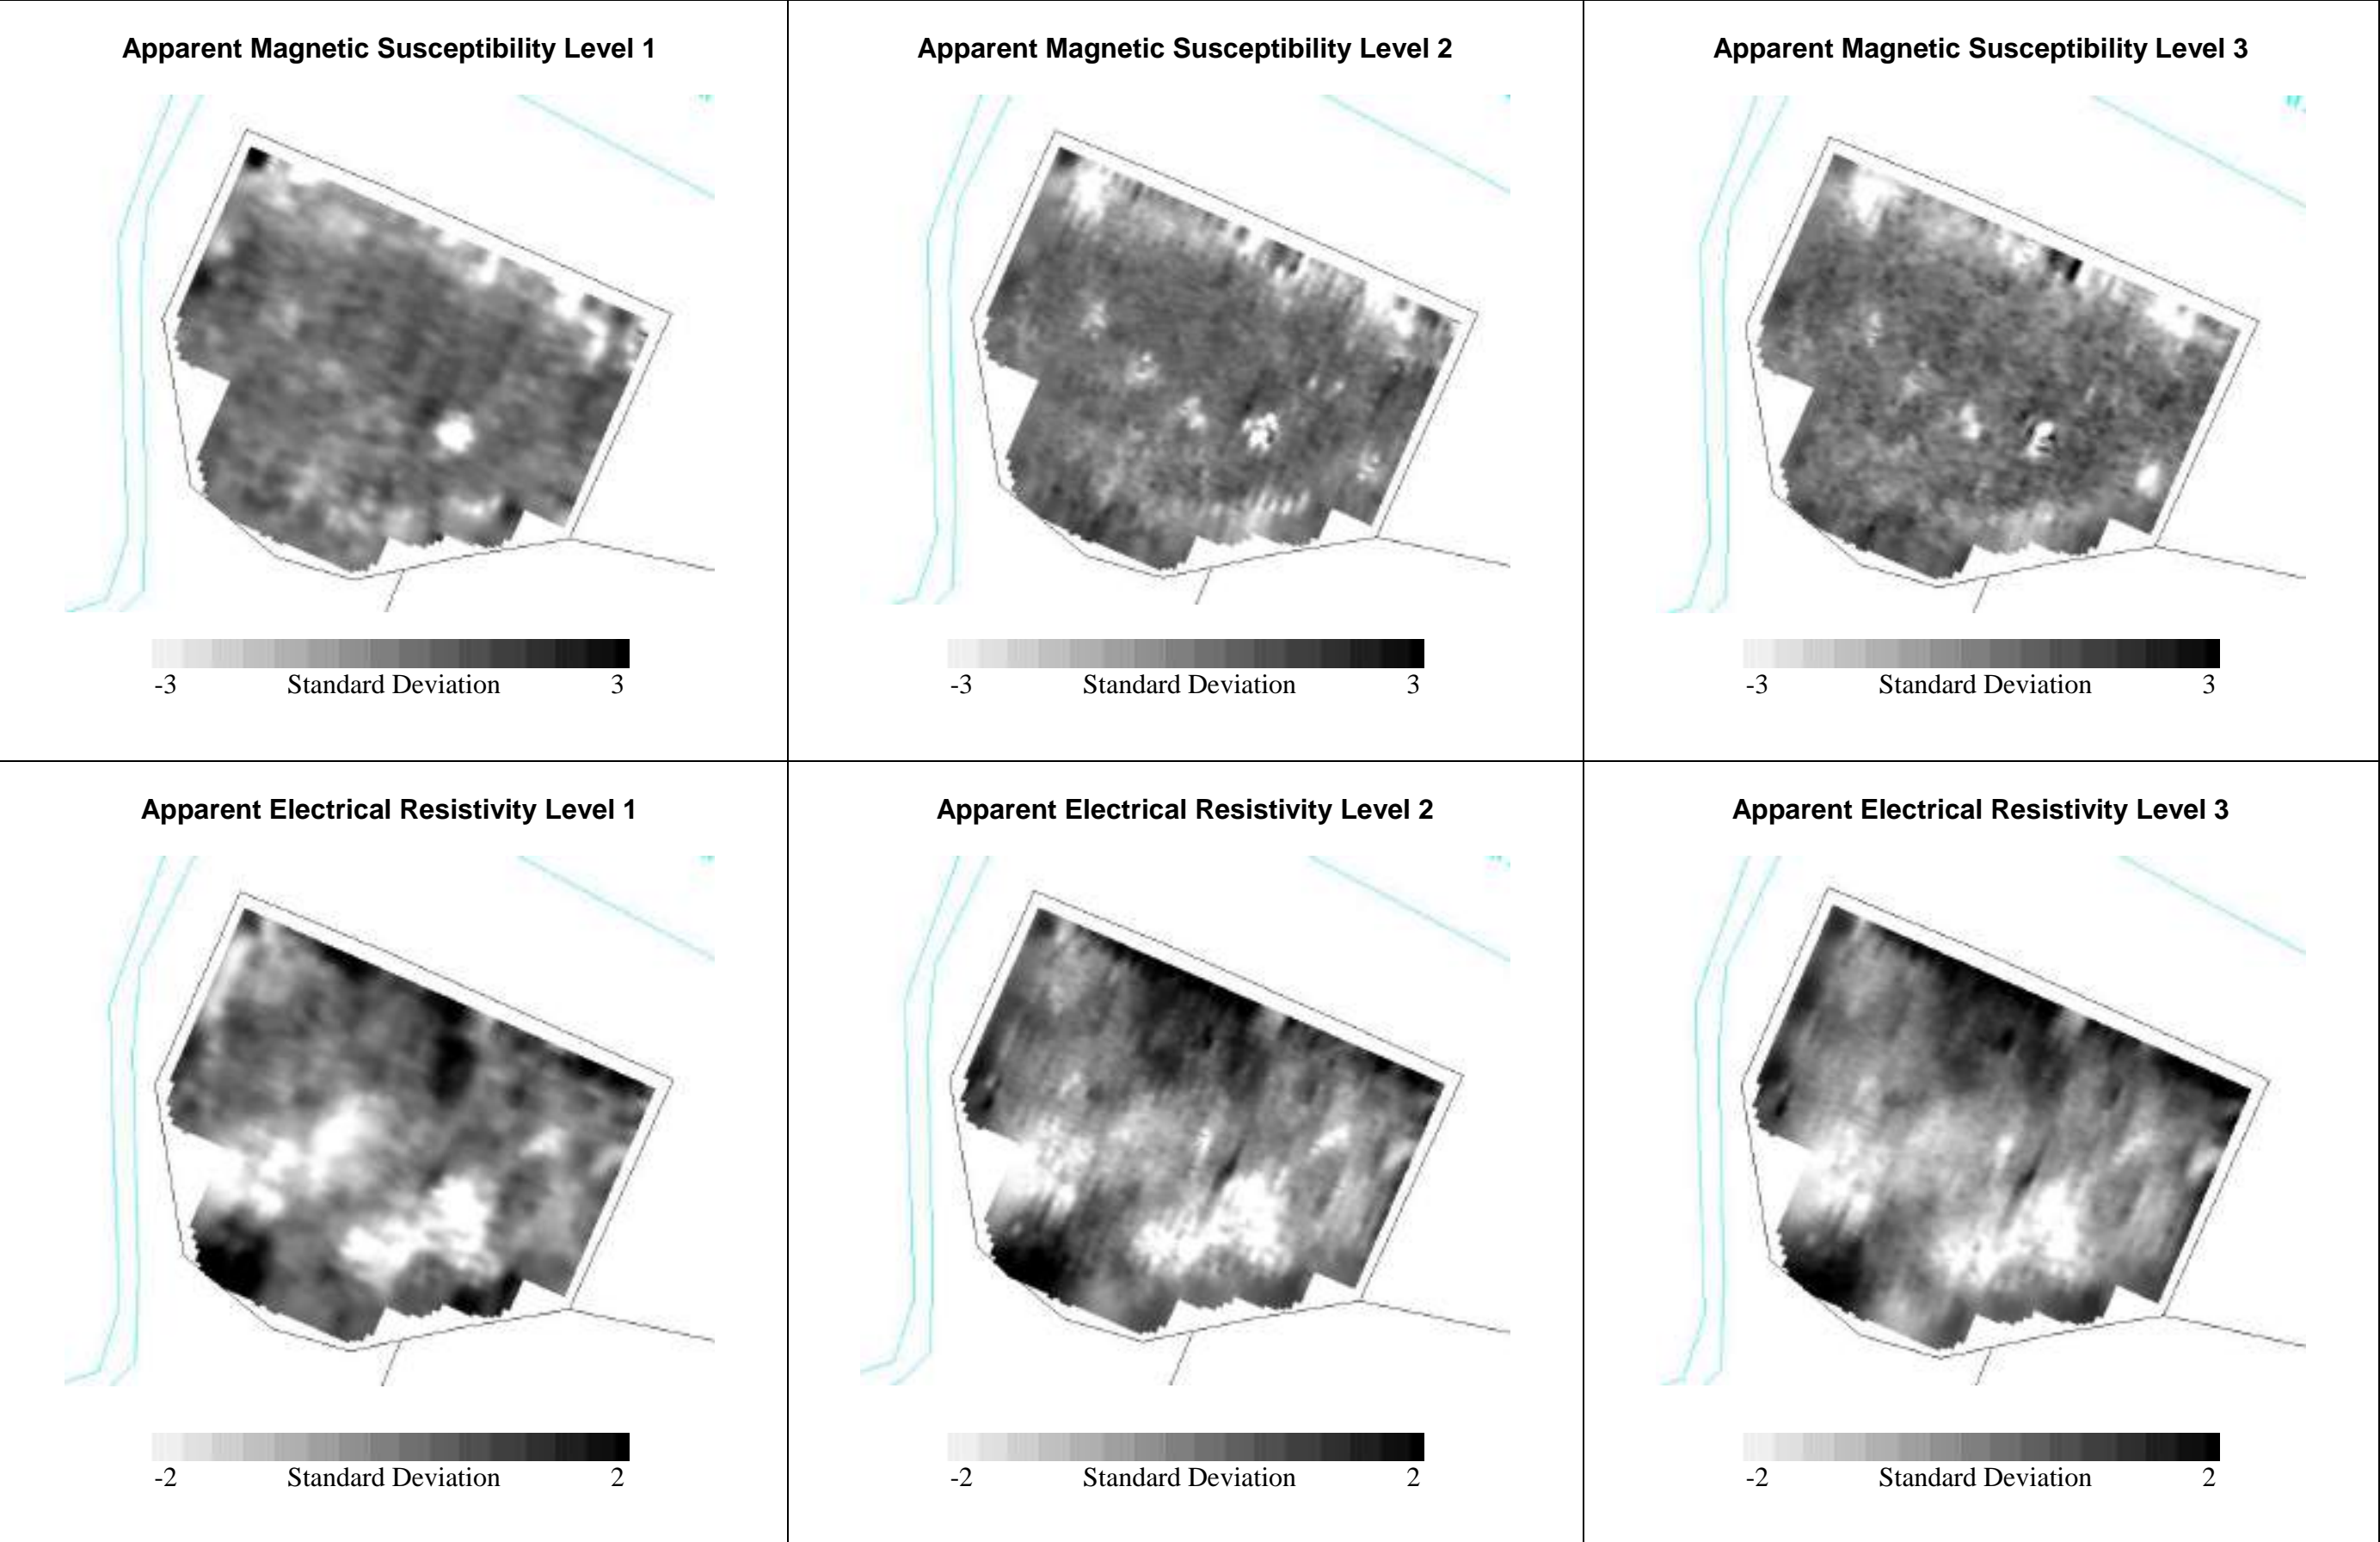 Apparent Magnetic Susceptibility Level 1
Apparent Magnetic Susceptibility Level 2
Apparent Magnetic Susceptibility Level 3
-3 Standard Deviation 3
-3 Standard Deviation 3
-3 Standard Deviation 3
Apparent Electrical Resistivity Level 1
Apparent Electrical Resistivity Level 2
Apparent Electrical Resistivity Level 3
-2 Standard Deviation 2
-2 Standard Deviation 2
-2 Standard Deviation 2